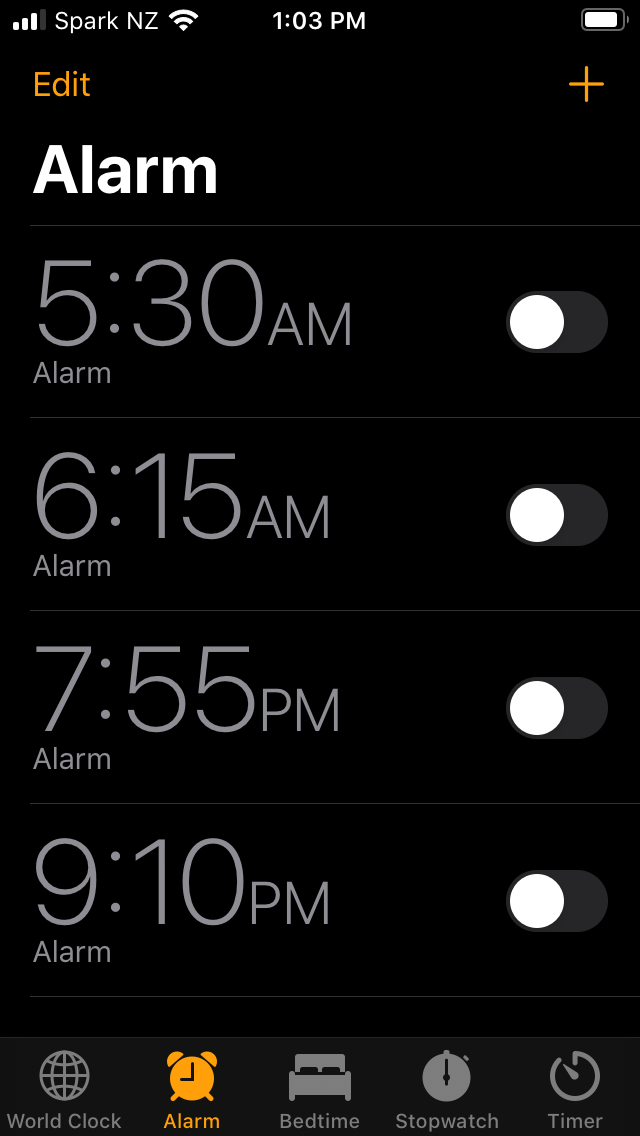 Spark NZ 1:03 PM
Edit
Alarm
5:30AM
Alarm
6:15AM
Alarm
7:55PM
Alarm
9:10PM
Alarm
World Clock Alarm Bedtime Stopwatch Timer